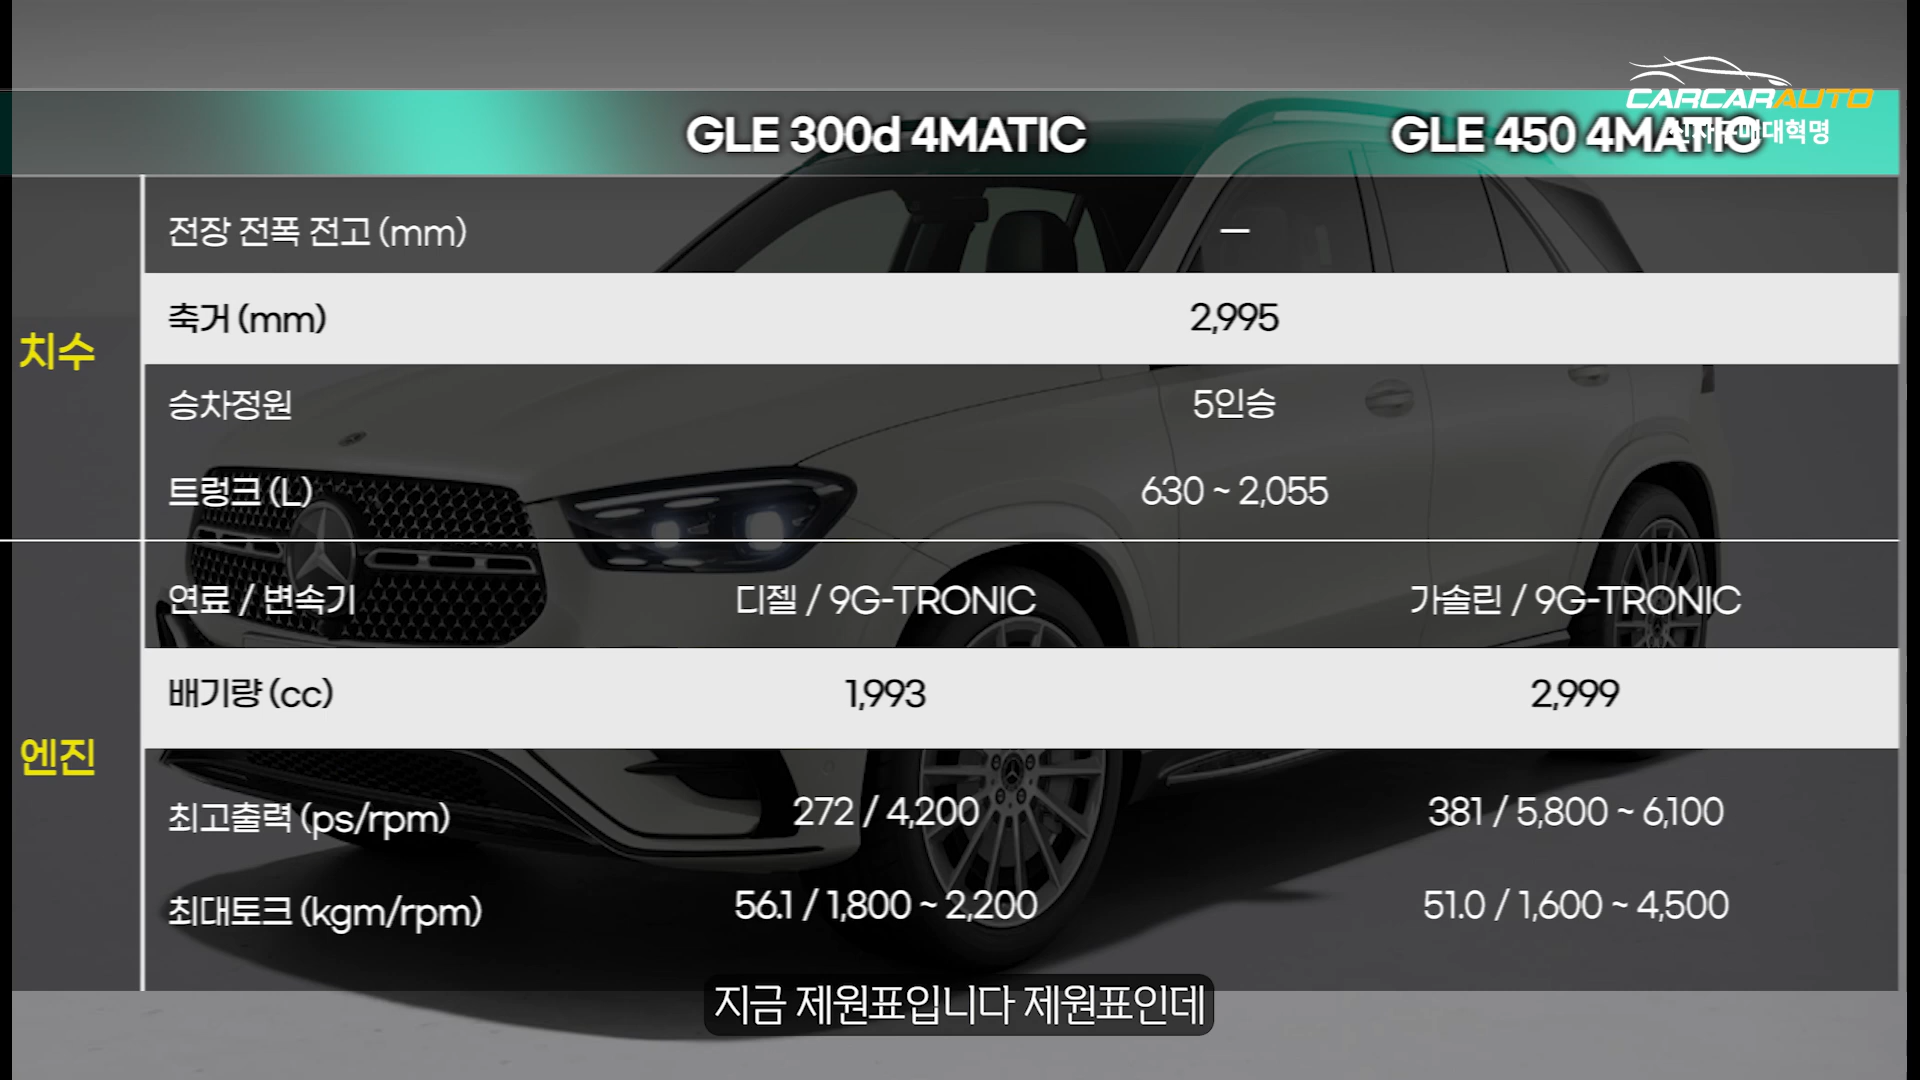 CARCARAUTO
GLE 300d 4MATIC GLE 450 4MATIC
전장 전폭 전고 (mm) –
치수
축거 (mm) 2,995
승차정원 5인승
트렁크 (L) 630 ~ 2,055
연료 / 변속기 디젤 / 9G-TRONIC 가솔린 / 9G-TRONIC
엔진
배기량 (cc) 1,993 2,999
최고출력 (ps/rpm) 272 / 4,200 381 / 5,800 ~ 6,100
최대토크 (kgm/rpm) 56.1 / 1,800 ~ 2,200 51.0 / 1,600 ~ 4,500
지금 제원표입니다 제원표인데